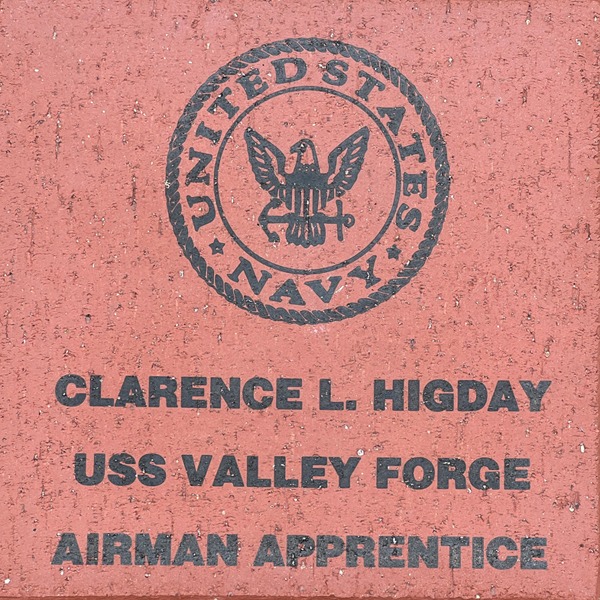 UNITED STATES
NAVY
CLARENCE L. HIGDAY
USS VALLEY FORGE
AIRMAN APPRENTICE